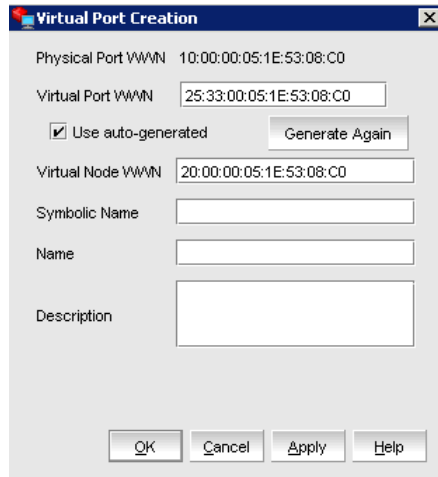 Virtual Port Creation
Physical Port WWN 10:00:00:05:1E:53:08:C0
Virtual Port WWN 25:33:00:05:1E:53:08:C0
Use auto-generated Generate Again
Virtual Node WWN 20:00:00:05:1E:53:08:C0
Symbolic Name
Name
Description
OK Cancel Apply Help